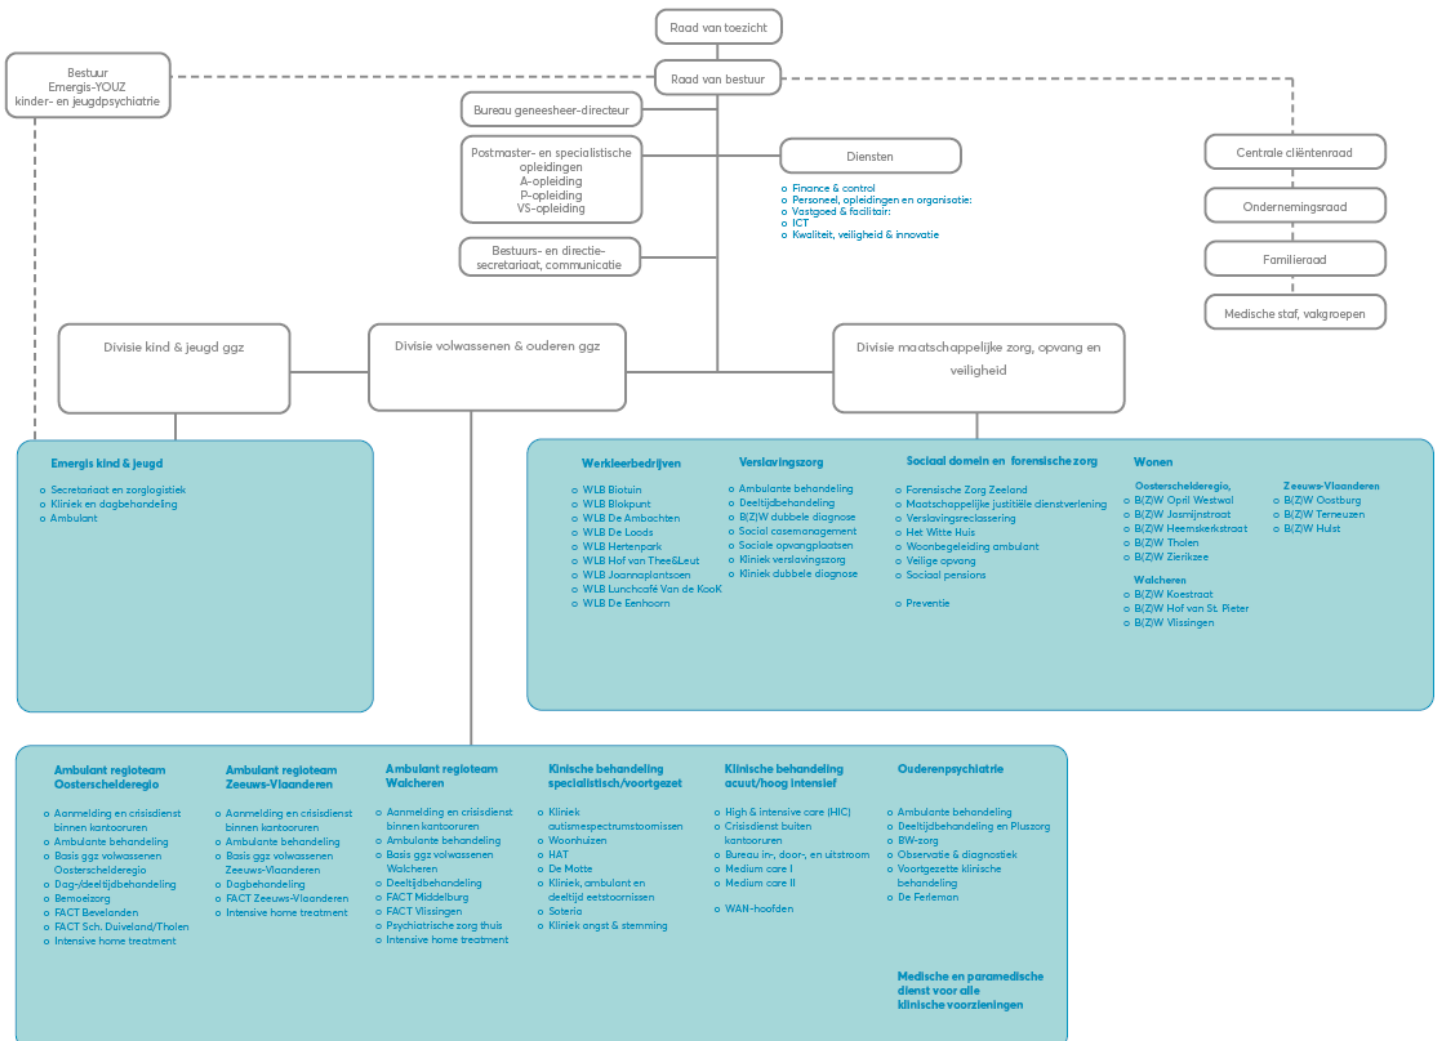 Raad van toezicht
Bestuur
Emergis-YOUZ
kinder- en jeugdpsychiatrie
Raad van bestuur
Bureau geneesheer-directeur
Postmaster- en specialistische
opleidingen
A-opleiding
P-opleiding
VS-opleiding
Diensten
o Finance & control
o Personeel, opleidingen en organisatie:
o Vastgoed & facilitair:
o ICT
o Kwaliteit, veiligheid & innovatie
Bestuurs- en directie-
secretariaat, communicatie
Centrale cliëntenraad
Ondernemingsraad
Familieraad
Medische staf, vakgroepen
Divisie kind & jeugd ggz
Divisie volwassenen & ouderen ggz
Divisie maatschappelijke zorg, opvang en
veiligheid
Emergis kind & jeugd
o Secretariaat en zorglogistiek
o Kliniek en dagbehandeling
o Ambulant
Werkleerbedrijven
o WLB Biotuin
o WLB Blokpunt
o WLB De Ambachten
o WLB De Loods
o WLB Hertenpark
o WLB Hof van Thee&Leut
o WLB Joannaplantsoen
o WLB Lunchcafé Van de KooK
o WLB De Eenhoorn
Verslavingszorg
o Ambulante behandeling
o Deeltijdbehandeling
o B(Z)W dubbele diagnose
o Social casemanagement
o Sociale opvangplaatsen
o Kliniek verslavingszorg
o Kliniek dubbele diagnose
Sociaal domein en forensische zorg
o Forensische Zorg Zeeland
o Maatschappelijke justitiële dienstverlening
o Verslavingsreclassering
o Het Witte Huis
o Woonbegeleiding ambulant
o Veilige opvang
o Sociaal pensions
o Preventie
Wonen
Oosterschelderegio,
o B(Z)W Opril Westwal
o B(Z)W Jasmijnstraat
o B(Z)W Heemskerkstraat
o B(Z)W Tholen
o B(Z)W Zierikzee
Walcheren
o B(Z)W Koestraat
o B(Z)W Hof van St. Pieter
o B(Z)W Vlissingen
Zeeuws-Vlaanderen
o B(Z)W Oostburg
o B(Z)W Terneuzen
o B(Z)W Hulst
Ambulant regioteam
Oosterschelderegio
o Aanmelding en crisisdienst
binnen kantooruren
o Ambulante behandeling
o Basis ggz volwassenen
Oosterschelderegio
o Dag-/deeltijdbehandeling
o Bemoeizorg
o FACT Bevelanden
o FACT Sch. Duiveland/Tholen
o Intensive home treatment
Ambulant regioteam
Zeeuws-Vlaanderen
o Aanmelding en crisisdienst
binnen kantooruren
o Ambulante behandeling
o Basis ggz volwassenen
Zeeuws-Vlaanderen
o Dagbehandeling
o FACT Zeeuws-Vlaanderen
o Intensive home treatment
Ambulant regioteam
Walcheren
o Aanmelding en crisisdienst
binnen kantooruren
o Ambulante behandeling
o Basis ggz volwassenen
Walcheren
o Deeltijdbehandeling
o FACT Middelburg
o FACT Vlissingen
o Psychiatrische zorg thuis
o Intensive home treatment
Kinische behandeling
specialistisch/voortgezet
o Kliniek
autismespectrumstoornissen
o Woonhuizen
o HAT
o De Motte
o Kliniek, ambulant en
deeltijd eetstoornissen
o Soteria
o Kliniek angst & stemming
Klinische behandeling
acuut/hoog intensief
o High & intensive care (HIC)
o Crisisdienst buiten
kantooruren
o Bureau in-, door-, en uitstroom
o Medium care I
o Medium care II
o WAN-hoofden
Ouderenpsychiatrie
o Ambulante behandeling
o Deeltijdbehandeling en Pluszorg
o BW-zorg
o Observatie & diagnostiek
o Voortgezette klinische
behandeling
o De Ferleman
Medische en paramedische
dienst voor alle
klinische voorzieningen